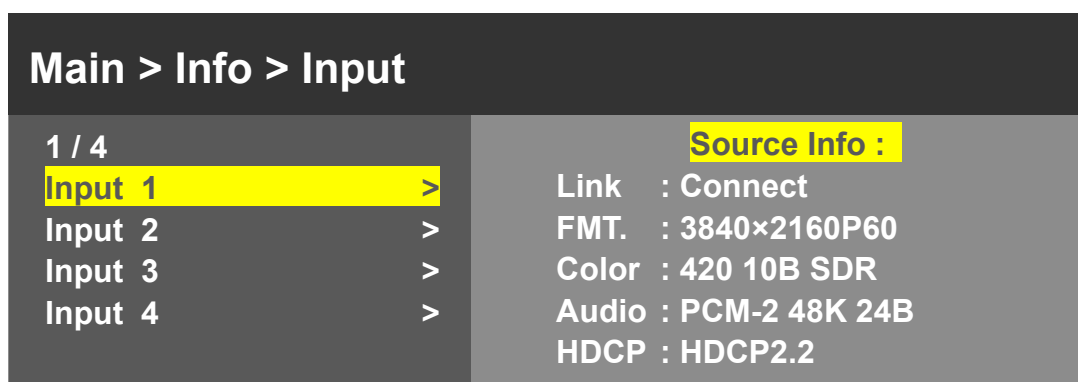 Main > Info > Input
1 / 4
Input 1 >
Input 2 >
Input 3 >
Input 4 >
Source Info :
Link : Connect
FMT. : 3840×2160P60
Color : 420 10B SDR
Audio : PCM-2 48K 24B
HDCP : HDCP2.2